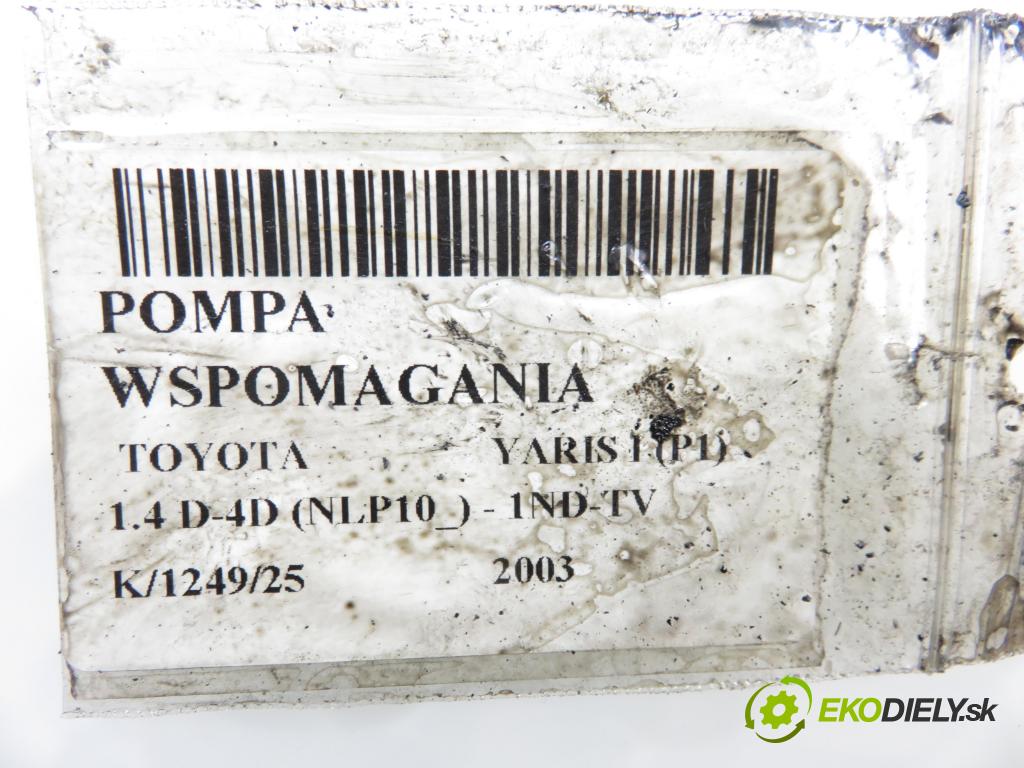 POMPA
WSPOMAGANIA
TOYOTA YARIS I (P1)
1.4 D-4D (NLP10_) - 1ND-TV
K/1249/25 2003
EKODIELY.sk